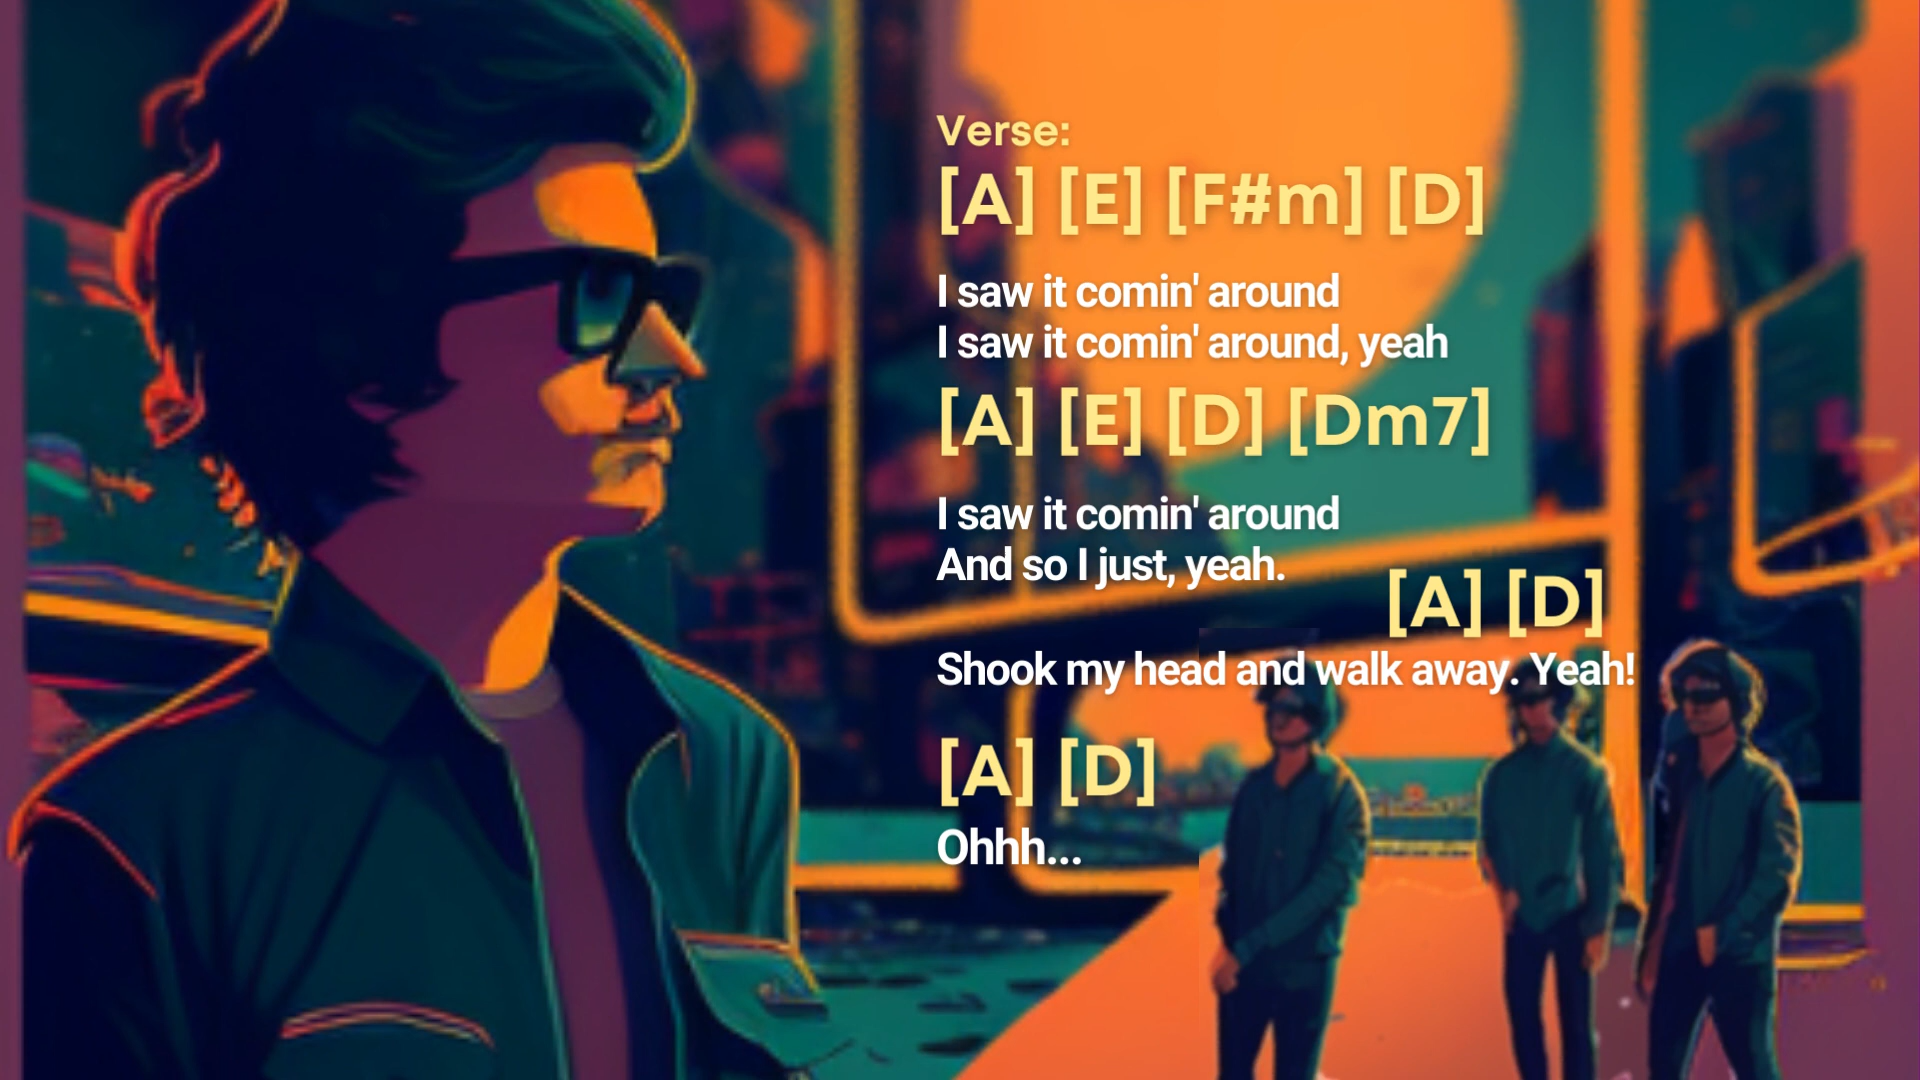 Verse:
[A] [E] [F#m] [D]
I saw it comin' around
I saw it comin' around, yeah
[A] [E] [D] [Dm7]
I saw it comin' around
And so I just, yeah.
[A] [D]
Shook my head and walk away. Yeah!
[A] [D]
Ohhh...